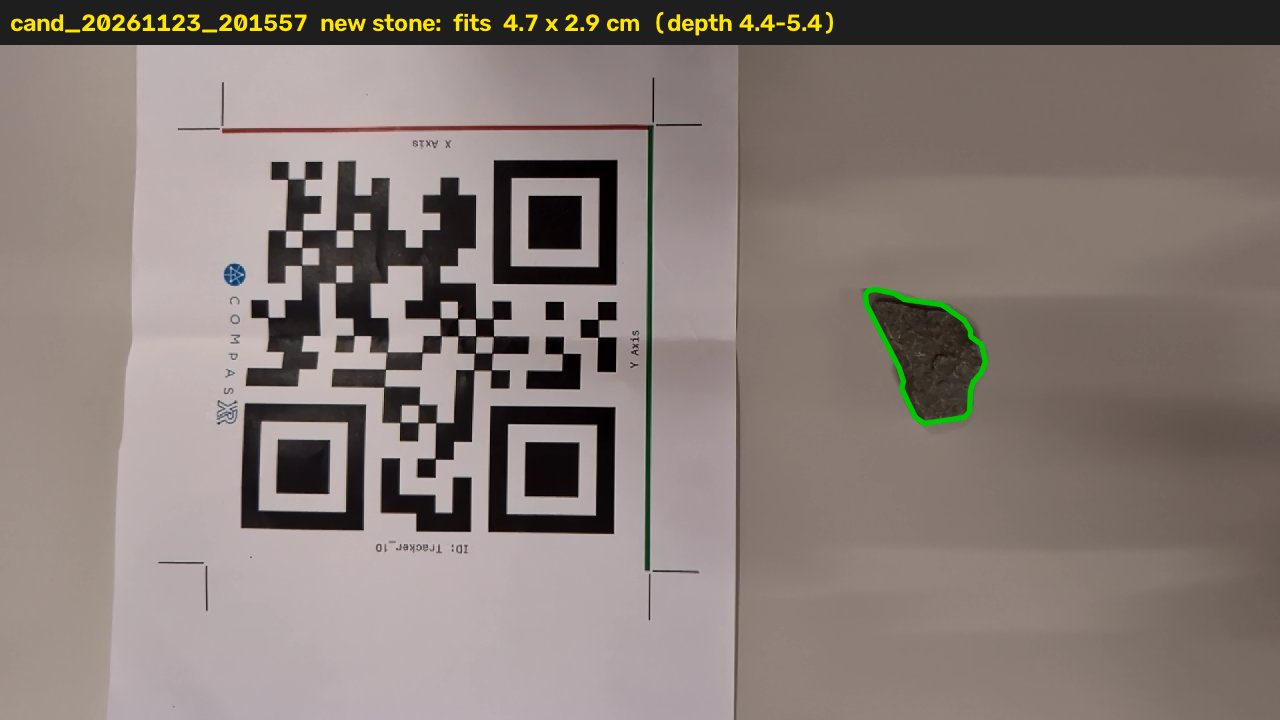 cand_20261123_201557 new stone: fits 4.7 x 2.9 cm (depth 4.4-5.4)
X Axis
Y Axis
COMPAS XR
ID: Tracker_10